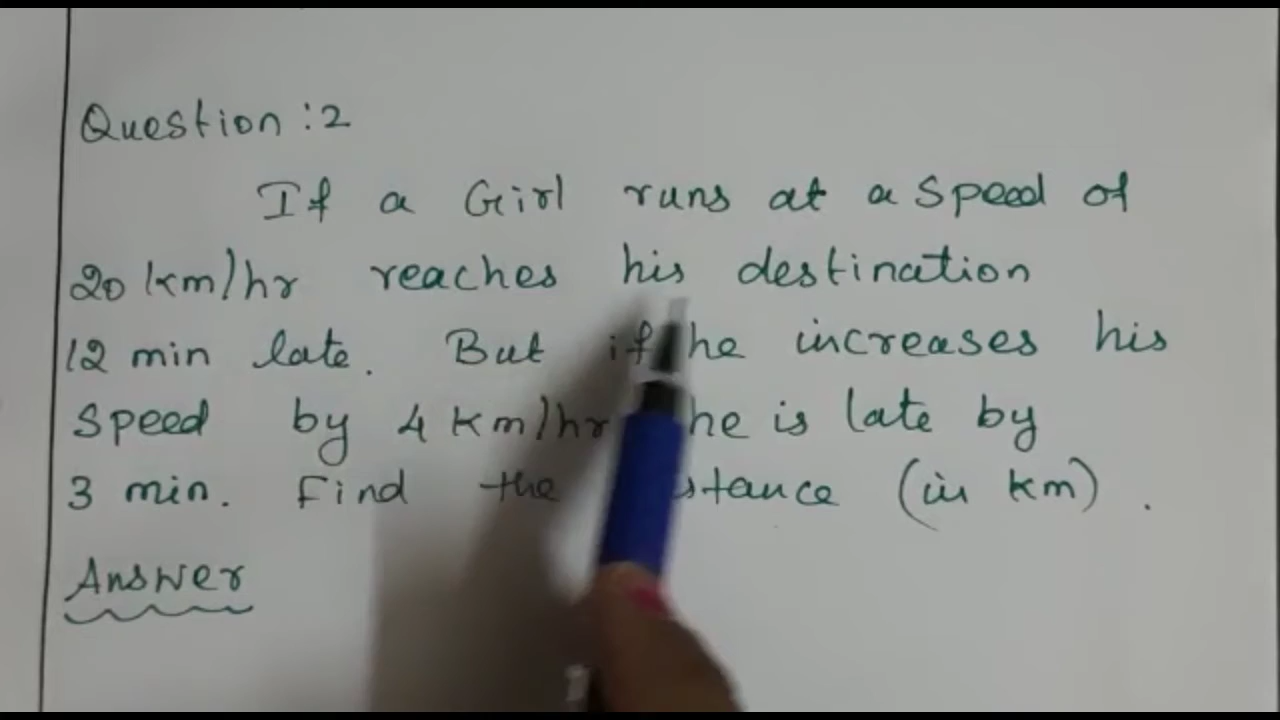 Question :2
If a Girl runs at a speed of
20 km/hr reaches his destination
12 min late. But if he increases his
speed by 4 km/hr he is late by
3 min. Find the (in km).
Answer